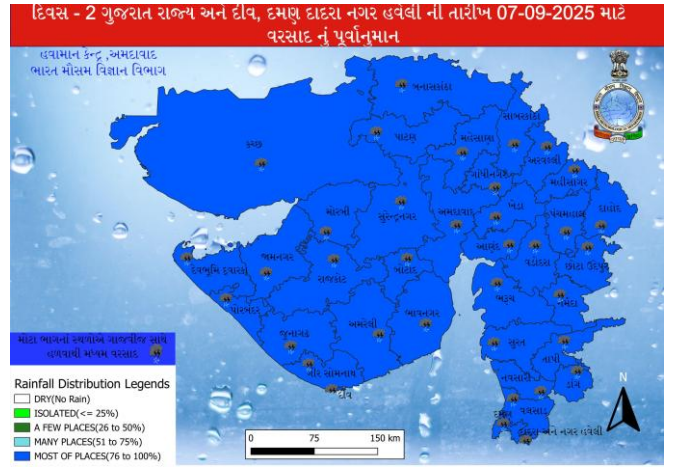 દિવસ - 2 ગુજરાત રાજ્ય અને દીવ, દમણ દાદરા નગર હવેલી ની તારીખ 07-09-2025 માટે
વરસાદ નું પૂર્વાનુમાન
હવામાન કેન્દ્ર ,અમદાવાદ
ભારત મૌસમ વિજ્ઞાન વિભાગ
બનાસકાંઠા
પાટણ
મહેસાણા
સાબરકાંઠા
અરવલ્લી
કચ્છ
ગાંધીનગર
મહીસાગર
મોરબી
સુરેન્દ્રનગર
અમદાવાદ
ખેડા
પંચમહાલ
દાહોદ
આણંદ
વડોદરા
છોટા ઉદેપુર
દેવભૂમિ દ્વારકા
જામનગર
રાજકોટ
બોટાદ
પોરબંદર
ભરૂચ
નર્મદા
જુનાગઢ
અમરેલી
ભાવનગર
સુરત
તાપી
ગીર સોમનાથ
દીવ
નવસારી
ડાંગ
દમણ
વલસાડ
દાદરા અને નગર હવેલી
મોટા ભાગનાં સ્થળોએ ગાજવીજ સાથે
હળવાથી મધ્યમ વરસાદ
Rainfall Distribution Legends
DRY(No Rain)
ISOLATED(<= 25%)
A FEW PLACES(26 to 50%)
MANY PLACES(51 to 75%)
MOST OF PLACES(76 to 100%)
0 75 150 km
N